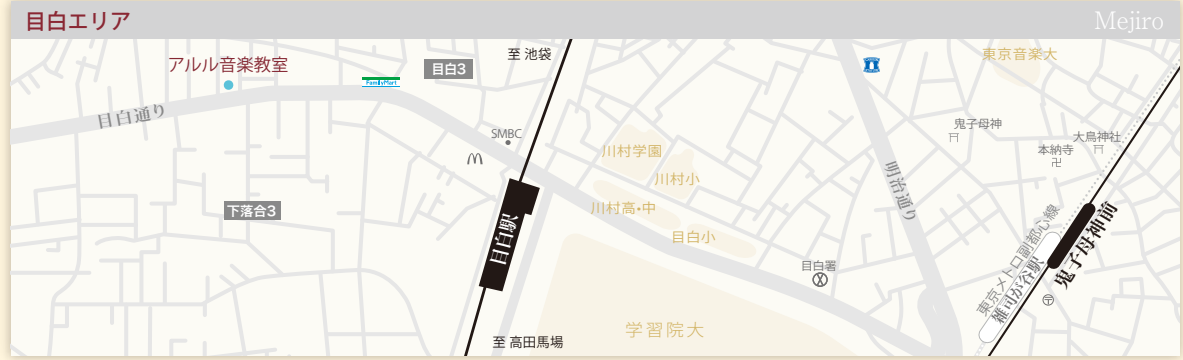 目白エリア
Mejiro
至 池袋
アルル音楽教室
目白3
FamilyMart
東京音楽大
目白通り
SMBC
鬼子母神
大鳥神社
本納寺
川村学園
川村小
明治通り
下落合3
川村高・中
目白駅
目白小
東京メトロ副都心線
鬼子母神前
雑司が谷駅
目白署
学習院大
至 高田馬場